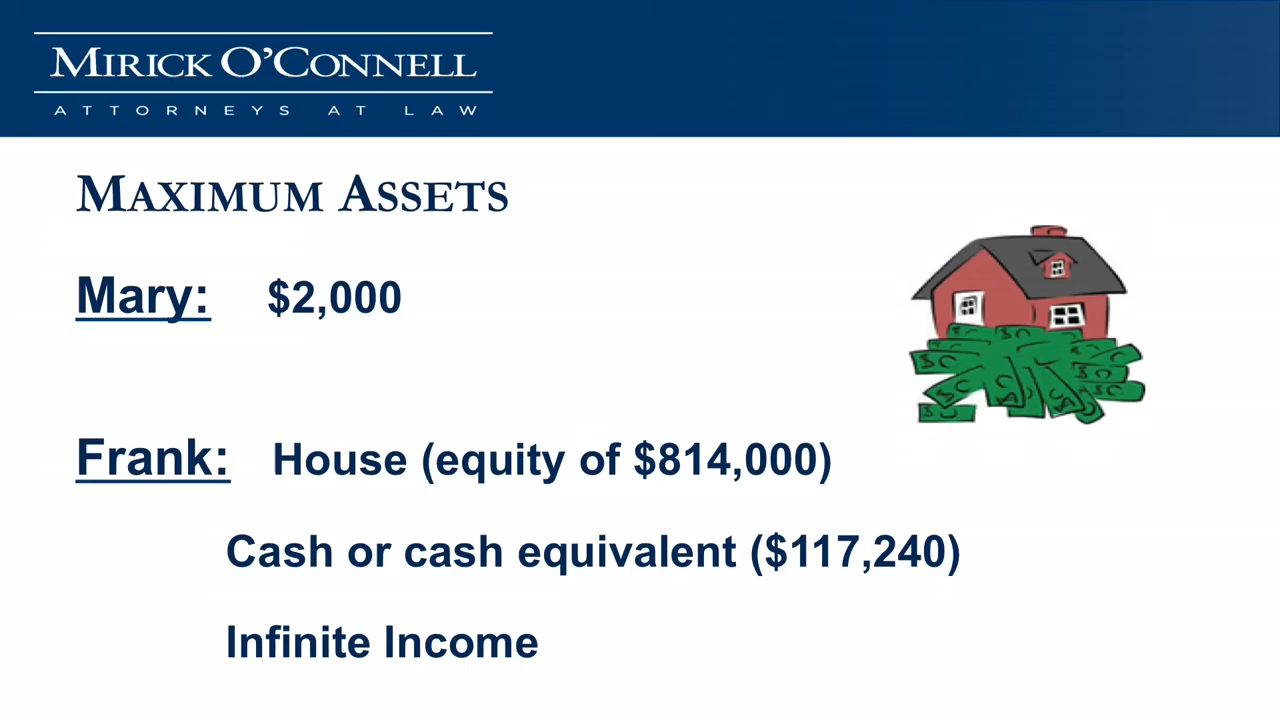 MIRICK O'CONNELL
ATTORNEYS AT LAW
MAXIMUM ASSETS
Mary: $2,000
Frank: House (equity of $814,000)
Cash or cash equivalent ($117,240)
Infinite Income